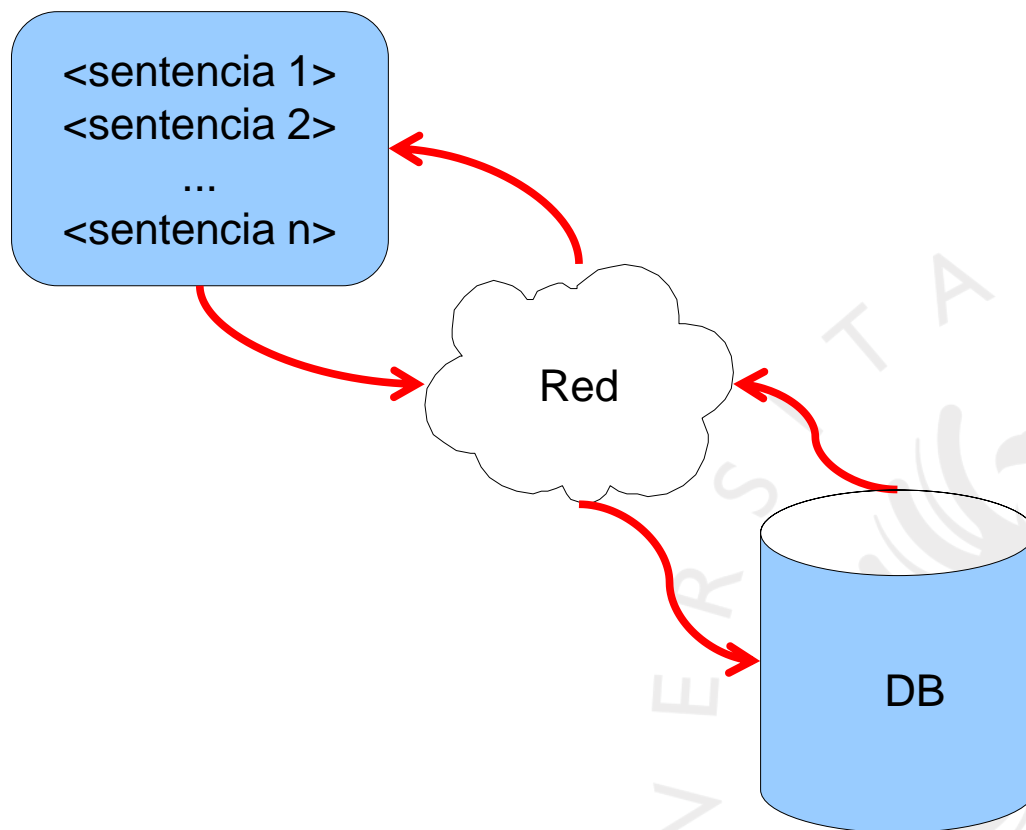 <sentencia 1>
<sentencia 2>
...
<sentencia n>
Red
DB
V E R S I T A